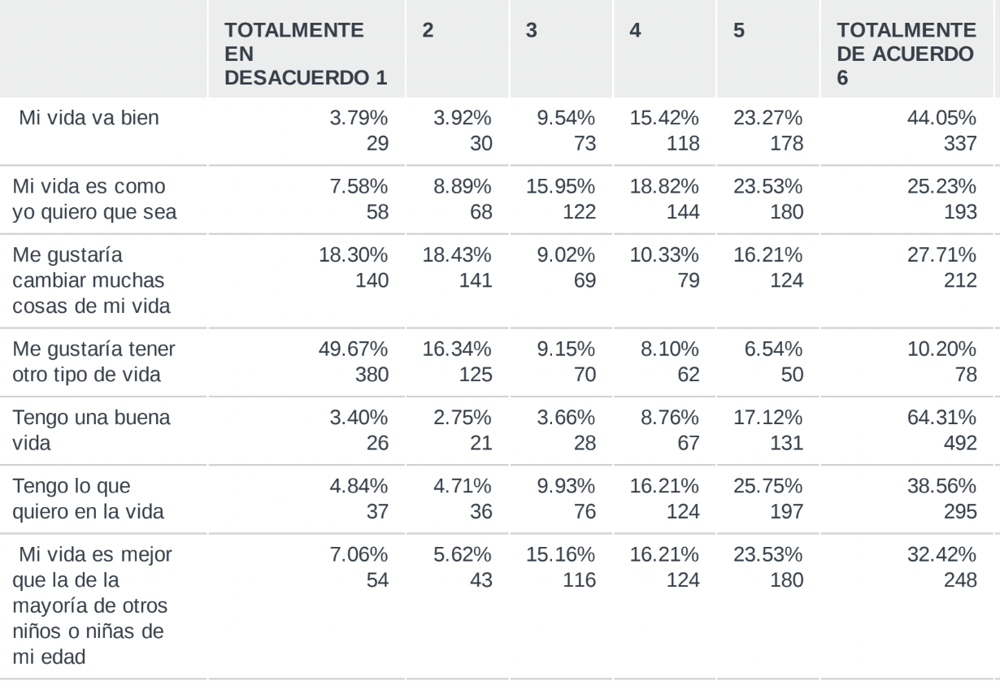 TOTALMENTE EN DESACUERDO 1 2 3 4 5 TOTALMENTE DE ACUERDO 6
Mi vida va bien 3.79% 3.92% 9.54% 15.42% 23.27% 44.05%
29 30 73 118 178 337
Mi vida es como 7.58% 8.89% 15.95% 18.82% 23.53% 25.23%
yo quiero que sea 58 68 122 144 180 193
Me gustaría 18.30% 18.43% 9.02% 10.33% 16.21% 27.71%
cambiar muchas 140 141 69 79 124 212
cosas de mi vida
Me gustaría tener 49.67% 16.34% 9.15% 8.10% 6.54% 10.20%
otro tipo de vida 380 125 70 62 50 78
Tengo una buena 3.40% 2.75% 3.66% 8.76% 17.12% 64.31%
vida 26 21 28 67 131 492
Tengo lo que 4.84% 4.71% 9.93% 16.21% 25.75% 38.56%
quiero en la vida 37 36 76 124 197 295
Mi vida es mejor 7.06% 5.62% 15.16% 16.21% 23.53% 32.42%
que la de la 54 43 116 124 180 248
mayoría de otros
niños o niñas de
mi edad